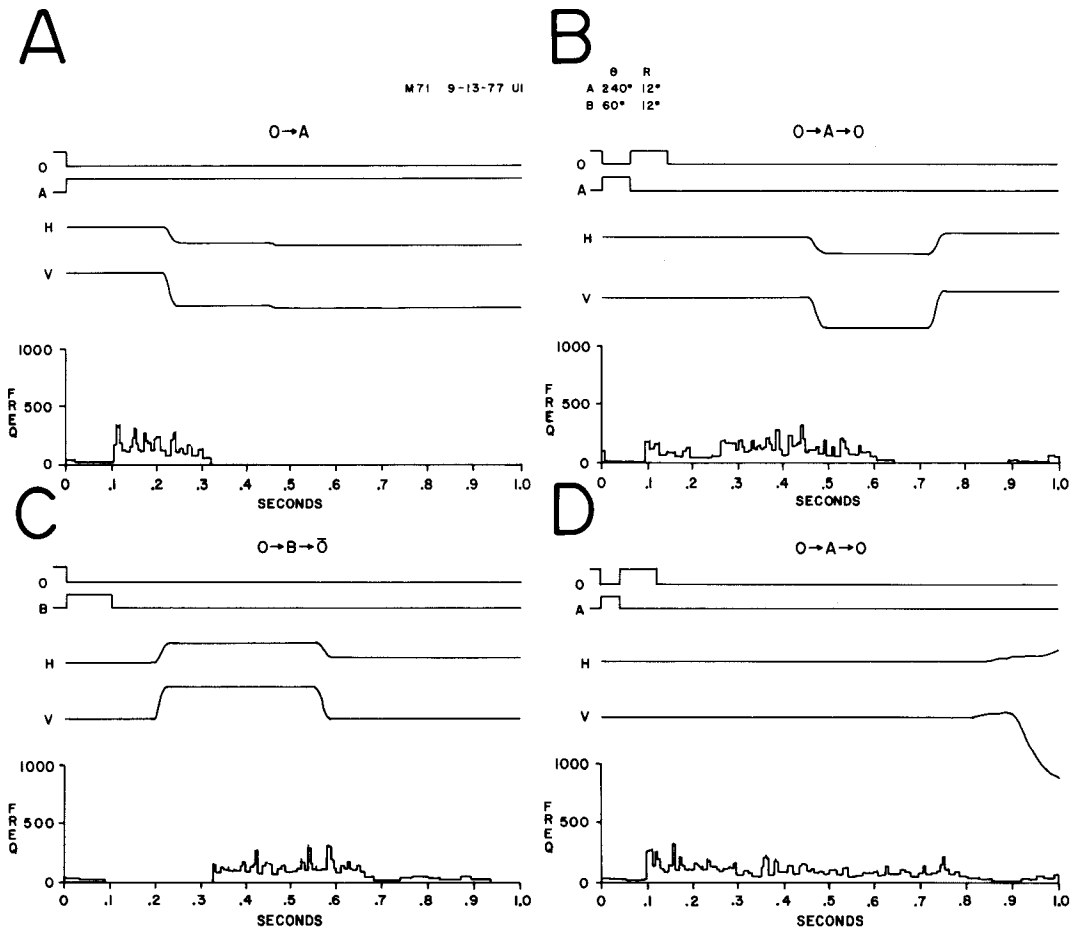 A
M71 9-13-77 U1
O→A
O
A
H
V
1000
500
0
FREQ
0 .1 .2 .3 .4 .5 .6 .7 .8 .9 1.0
SECONDS
B
θ R
A 240° 12°
B 60° 12°
O→A→O
O
A
H
V
1000
500
0
FREQ
0 .1 .2 .3 .4 .5 .6 .7 .8 .9 1.0
SECONDS
C
O→B→Ō
O
B
H
V
1000
500
0
FREQ
0 .1 .2 .3 .4 .5 .6 .7 .8 .9 1.0
SECONDS
D
O→A→O
O
A
H
V
1000
500
0
FREQ
0 .1 .2 .3 .4 .5 .6 .7 .8 .9 1.0
SECONDS